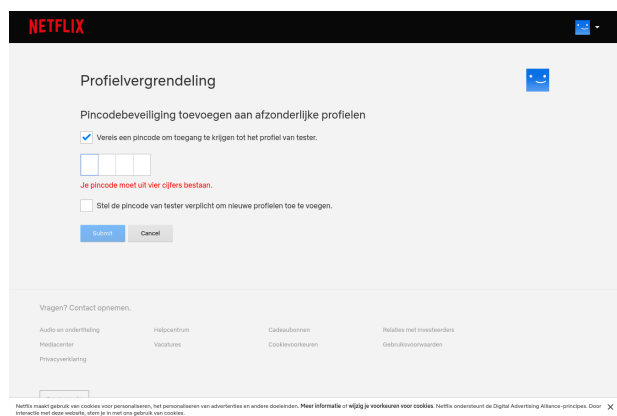 NETFLIX
Profielvergrendeling
Pincodebeveiliging toevoegen aan afzonderlijke profielen
Vereis een pincode om toegang te krijgen tot het profiel van tester.
Je pincode moet uit vier cijfers bestaan.
Stel de pincode van tester verplicht om nieuwe profielen toe te voegen.
Submit Cancel
Vragen? Contact opnemen.
Audio en ondertiteling Helpcentrum Cadeaubonnen Relaties met investeerders
Mediacenter Vacatures Cookievoorkeuren Gebruiksvoorwaarden
Privacyverklaring
Netflix maakt gebruik van cookies voor personaliseren, het personaliseren van advertenties en andere doeleinden. Meer informatie of wijzig je voorkeuren voor cookies. Netflix ondersteunt de Digital Advertising Alliance-principes. Door
interactie met deze website, stem je in met ons gebruik van cookies.